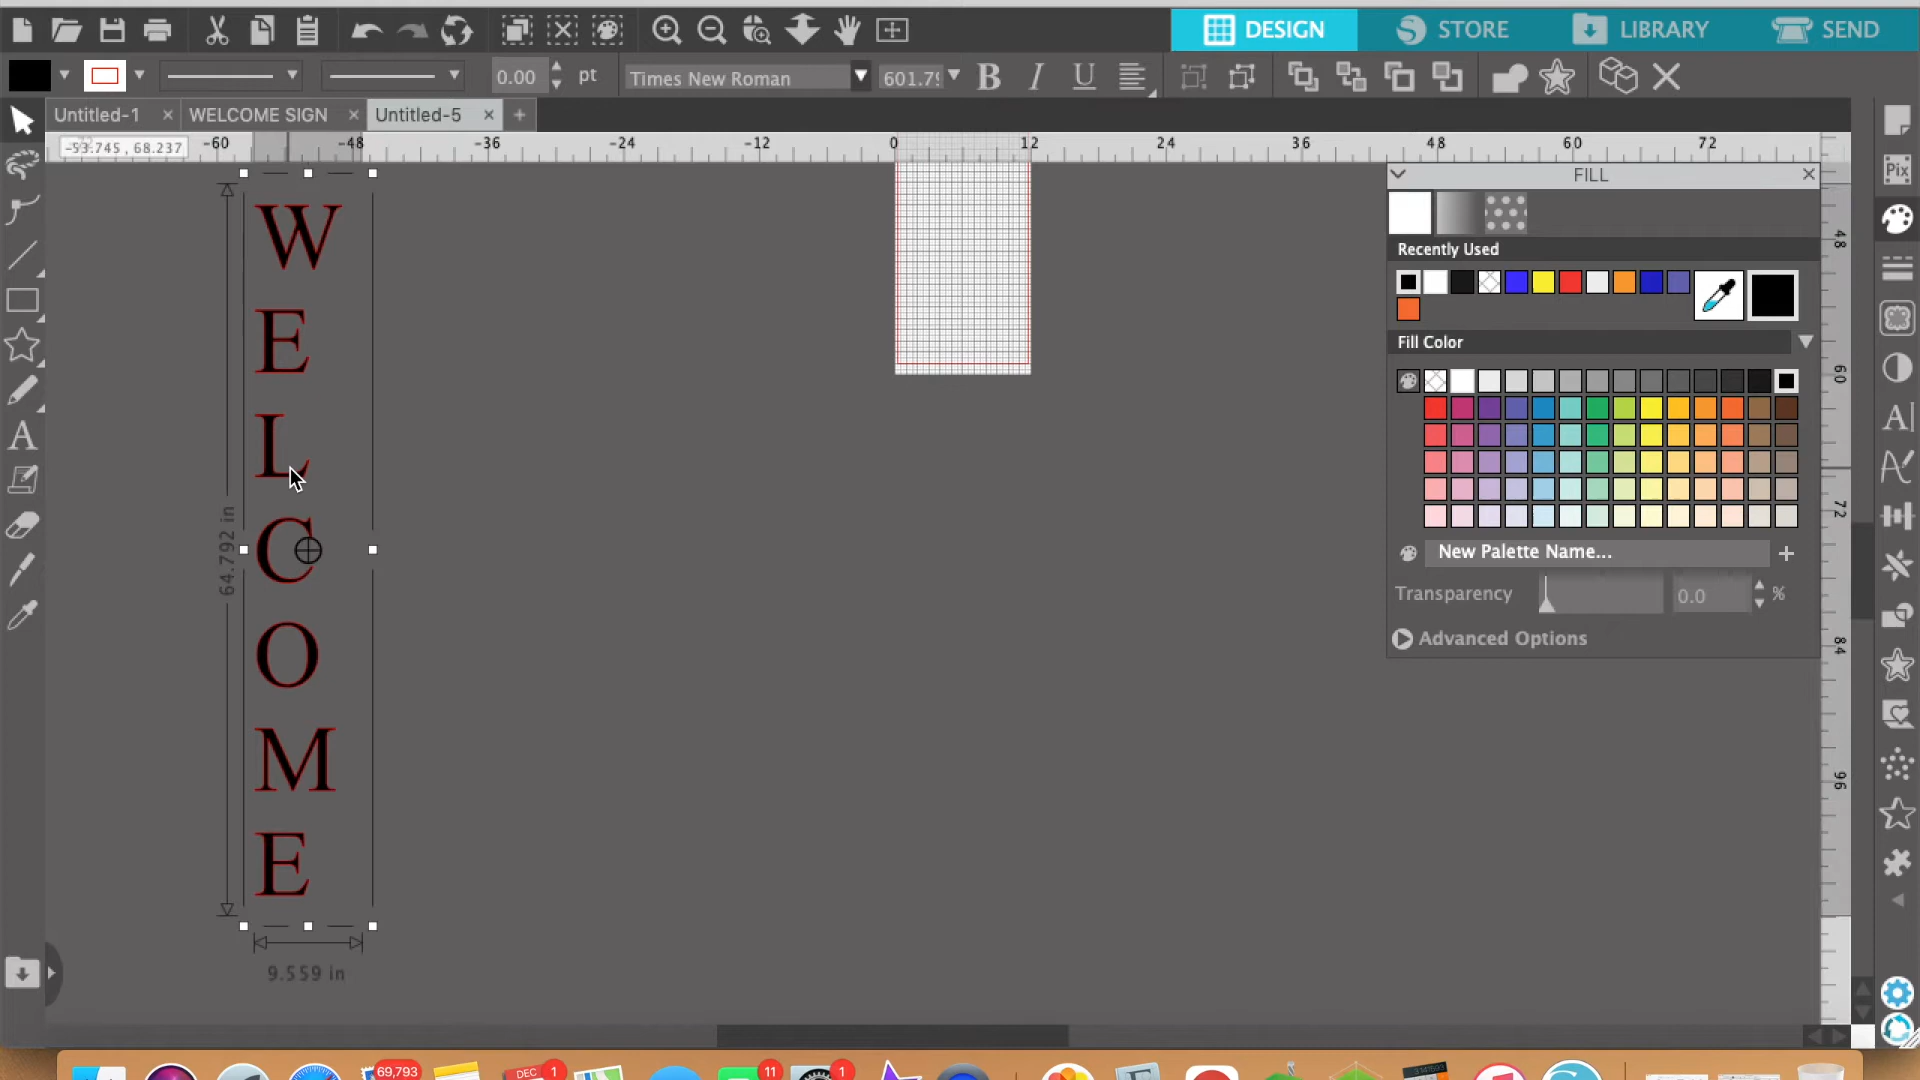 DESIGN
STORE
LIBRARY
SEND
0.00 pt
Times New Roman
B I U
Untitled-1
WELCOME SIGN
Untitled-5
-53.745 , 68.237
-60 -48 -36 -24 -12 0 12 24 36 48 60 72
FILL
Pix
W
E
L
C
O
M
E
64.792 in
9.559 in
Recently Used
Fill Color
New Palette Name...
Transparency 0.0 %
Advanced Options
48
60
72
84
96
A
69,793
DEC
1
11
1